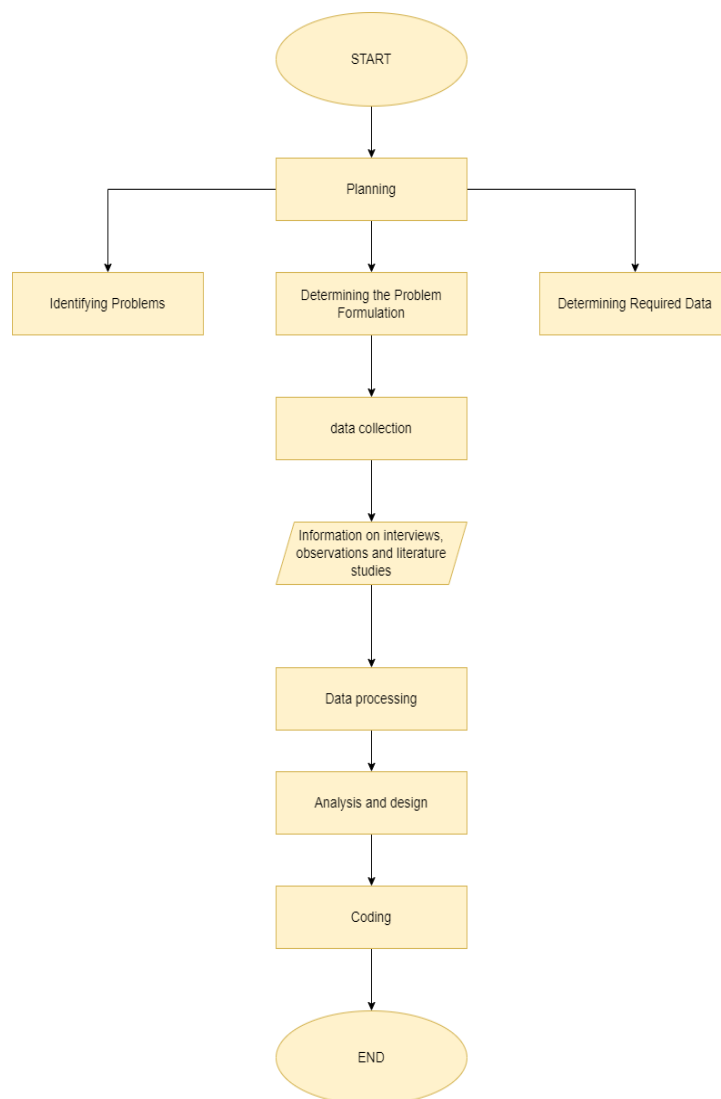 START
Planning
Identifying Problems
Determining the Problem
Formulation
Determining Required Data
data collection
Information on interviews,
observations and literature
studies
Data processing
Analysis and design
Coding
END